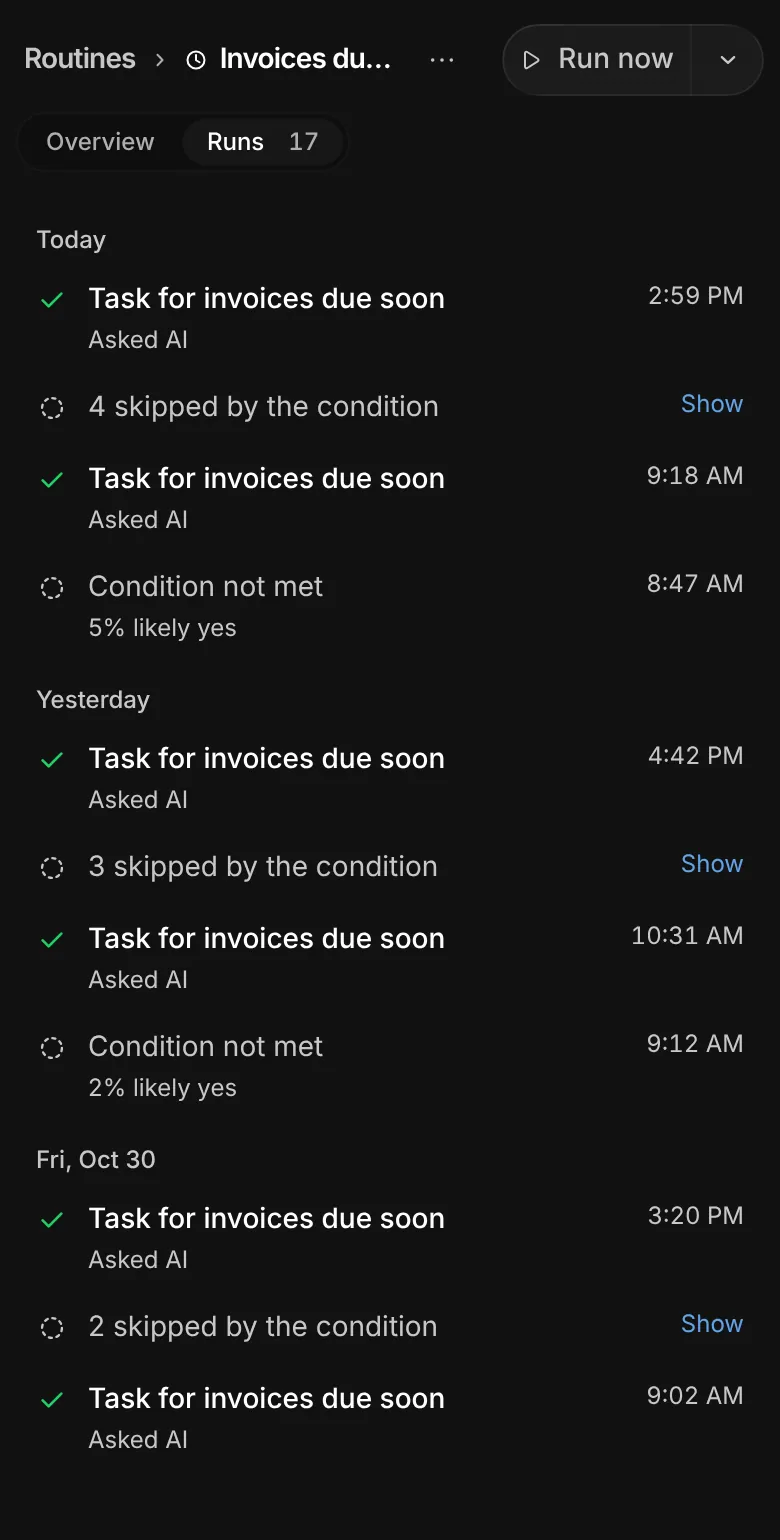 Routines › Invoices du...
Run now
Overview
Runs 17
Today
Task for invoices due soon 2:59 PM
Asked AI
4 skipped by the condition Show
Task for invoices due soon 9:18 AM
Asked AI
Condition not met 8:47 AM
5% likely yes
Yesterday
Task for invoices due soon 4:42 PM
Asked AI
3 skipped by the condition Show
Task for invoices due soon 10:31 AM
Asked AI
Condition not met 9:12 AM
2% likely yes
Fri, Oct 30
Task for invoices due soon 3:20 PM
Asked AI
2 skipped by the condition Show
Task for invoices due soon 9:02 AM
Asked AI